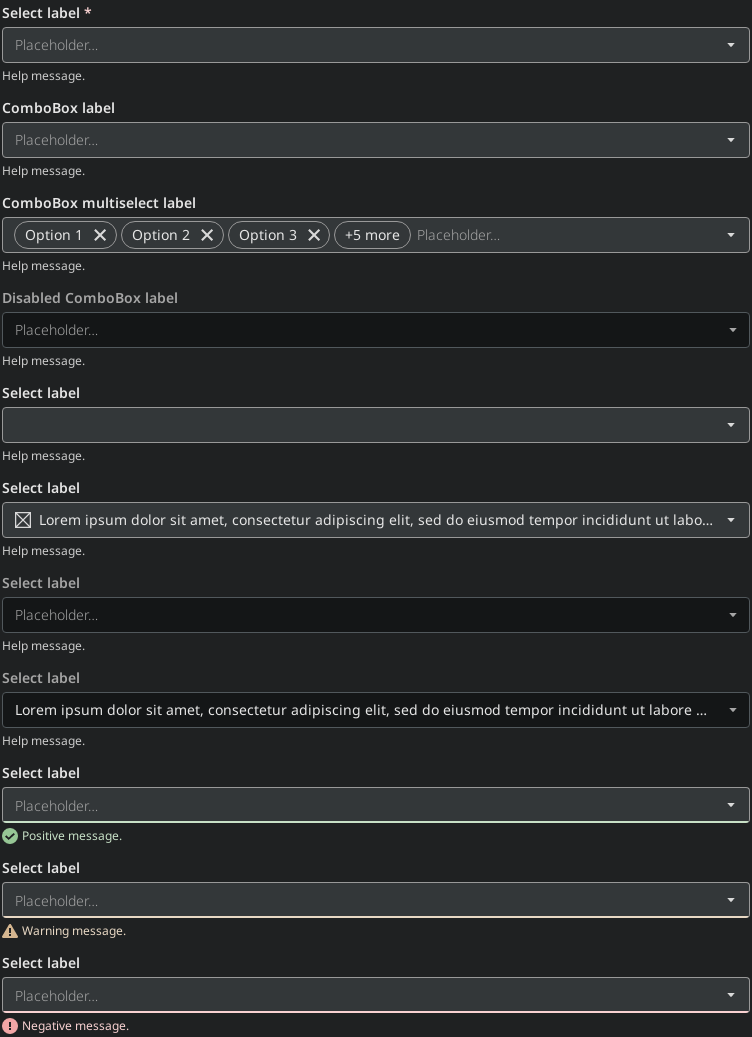 Select label *
Placeholder...
Help message.
ComboBox label
Placeholder...
Help message.
ComboBox multiselect label
Option 1 Option 2 Option 3 +5 more Placeholder...
Help message.
Disabled ComboBox label
Placeholder...
Help message.
Select label
Help message.
Select label
Lorem ipsum dolor sit amet, consectetur adipiscing elit, sed do eiusmod tempor incididunt ut labo...
Help message.
Select label
Placeholder...
Help message.
Select label
Lorem ipsum dolor sit amet, consectetur adipiscing elit, sed do eiusmod tempor incididunt ut labore ...
Help message.
Select label
Placeholder...
Positive message.
Select label
Placeholder...
Warning message.
Select label
Placeholder...
Negative message.